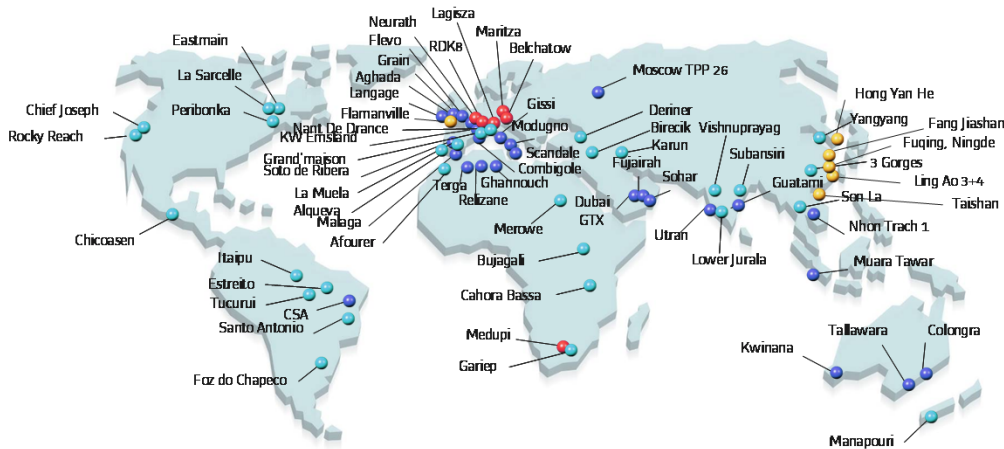 Eastmain
La Sarcelle
Peribonka
Chief Joseph
Rocky Reach
Chicoasen
Itaipu
Estreito
Tucurui
CSA
Santo Antonio
Foz do Chapeco
Neurath
Flevo
Grain
Aghada
Langage
Flamanville
Nant De Drance
KW Emsland
Grand'maison
Soto de Ribera
La Muela
Alqueva
Malaga
Afourer
Lagisza
RDK8
Maritza
Belchatow
Gissi
Modugno
Scandale
Combigole
Ghannouch
Terga
Relizane
Moscow TPP 26
Deriner
Birecik
Karun
Fujairah
Dubai
GTX
Sohar
Merowe
Bujagali
Cahora Bassa
Medupi
Gariep
Vishnuprayag
Subansiri
Guatami
Utran
Lower Jurala
Hong Yan He
Yangyang
Fang Jiashan
Fuqing, Ningde
3 Gorges
Ling Ao 3+4
Son La
Taishan
Nhon Trach 1
Muara Tawar
Kwinana
Tallawara
Colongra
Manapouri